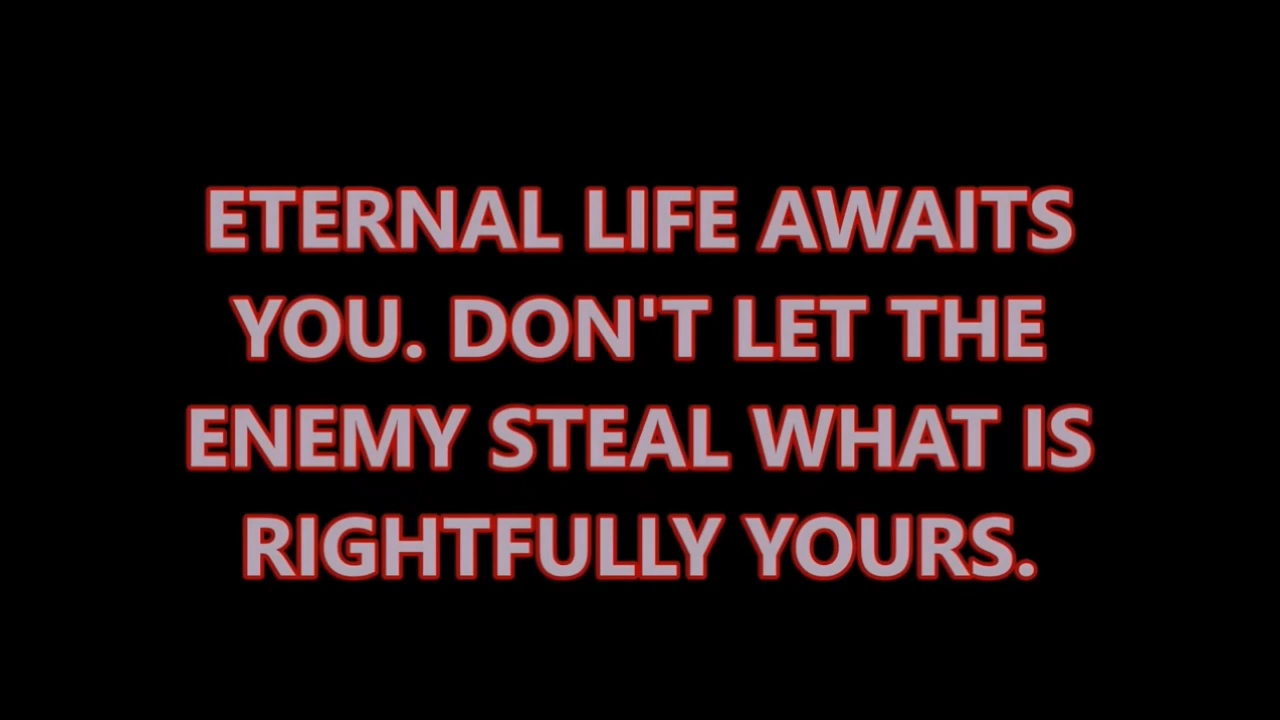 ETERNAL LIFE AWAITS
YOU. DON'T LET THE
ENEMY STEAL WHAT IS
RIGHTFULLY YOURS.